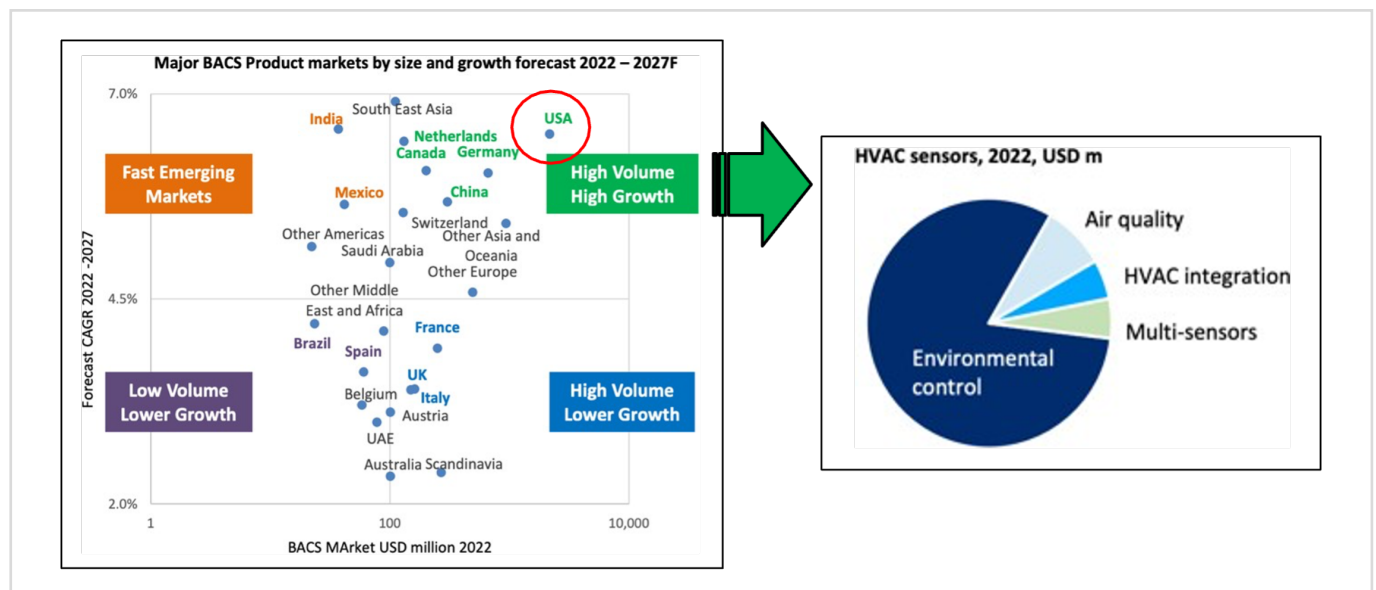 Major BACS Product markets by size and growth forecast 2022 – 2027F
7.0%
South East Asia
India
USA
Netherlands
Canada
Germany
Fast Emerging
Markets
High Volume
High Growth
Mexico
China
Switzerland
Other Americas
Other Asia and
Oceania
Saudi Arabia
Other Europe
Forecast CAGR 2022 -2027
4.5%
Other Middle
East and Africa
France
Brazil
Spain
UK
Italy
Low Volume
Lower Growth
High Volume
Lower Growth
Belgium
Austria
UAE
Australia
Scandinavia
2.0%
1
100
10,000
BACS MArket USD million 2022
HVAC sensors, 2022, USD m
Air quality
HVAC integration
Multi-sensors
Environmental
control